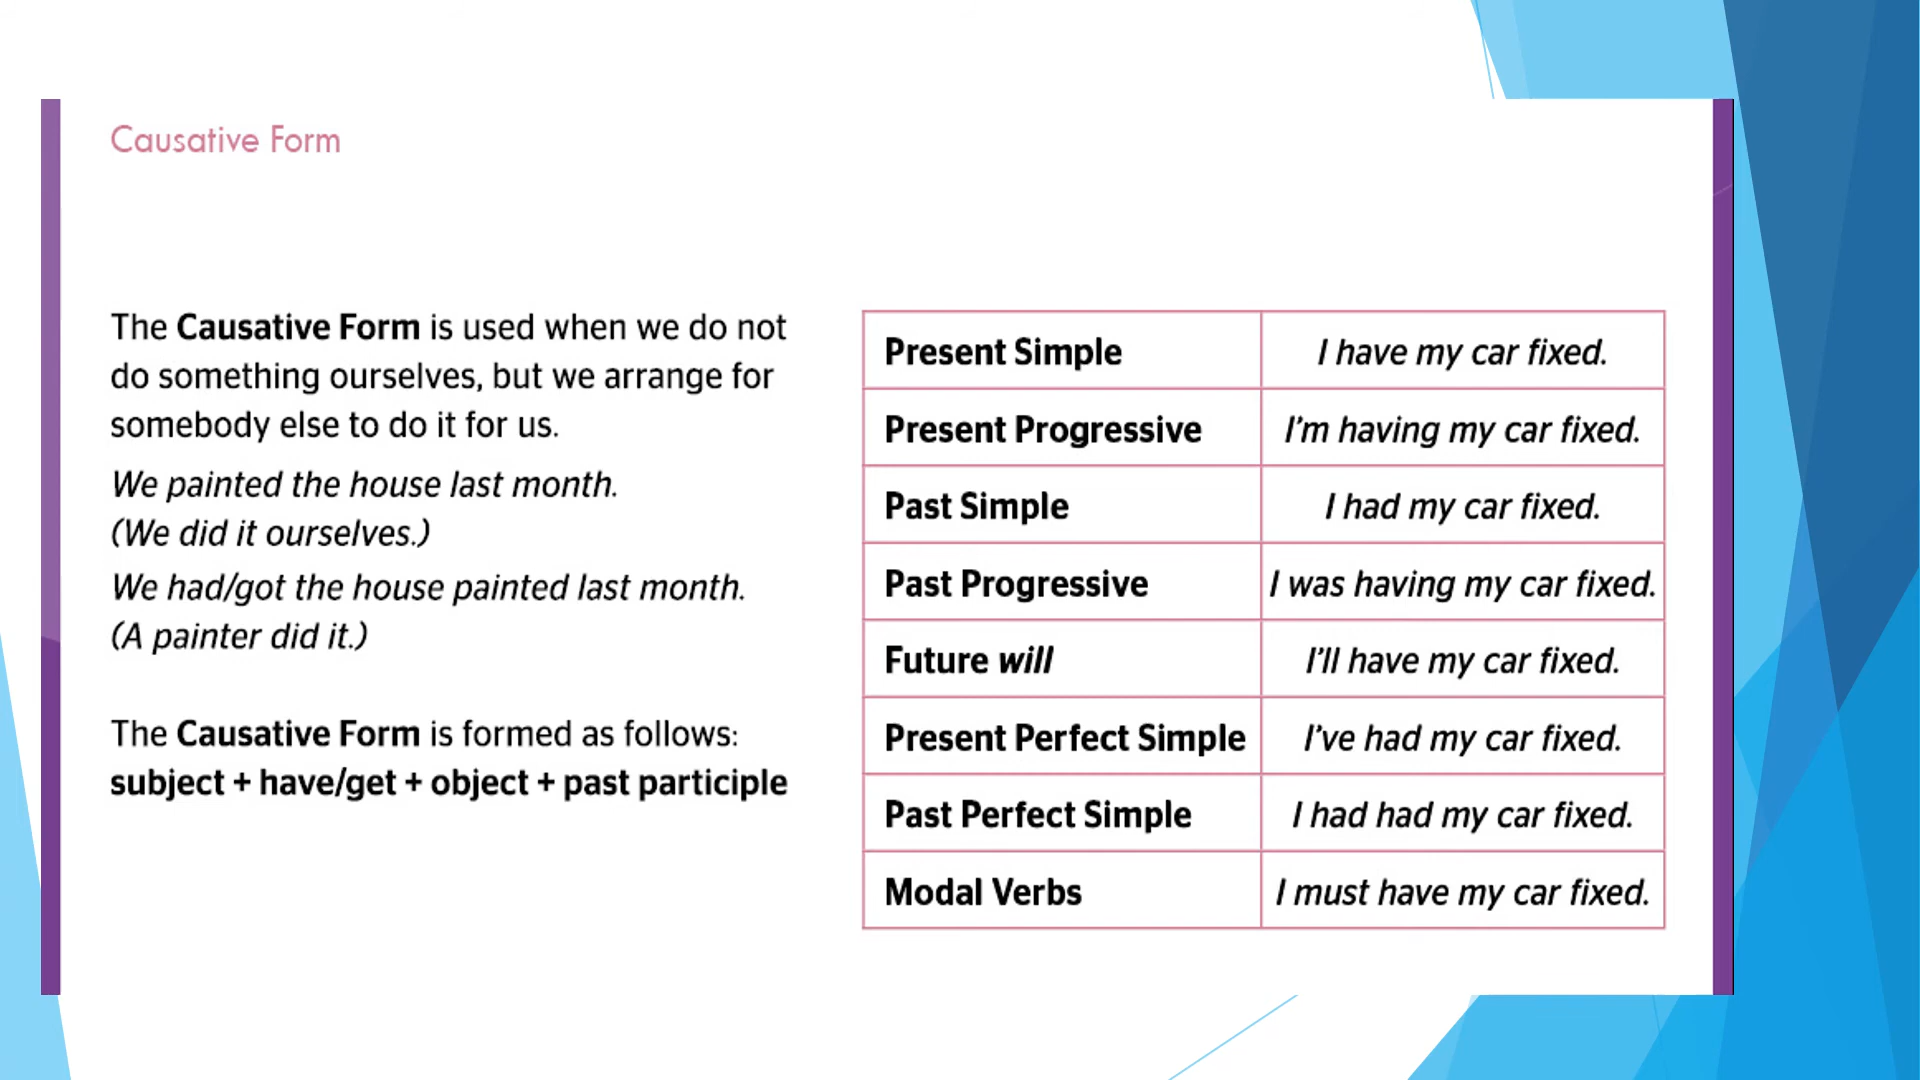 Causative Form
The Causative Form is used when we do not
do something ourselves, but we arrange for
somebody else to do it for us.
We painted the house last month.
(We did it ourselves.)
We had/got the house painted last month.
(A painter did it.)
The Causative Form is formed as follows:
subject + have/get + object + past participle
Present Simple I have my car fixed.
Present Progressive I'm having my car fixed.
Past Simple I had my car fixed.
Past Progressive I was having my car fixed.
Future will I'll have my car fixed.
Present Perfect Simple I've had my car fixed.
Past Perfect Simple I had had my car fixed.
Modal Verbs I must have my car fixed.